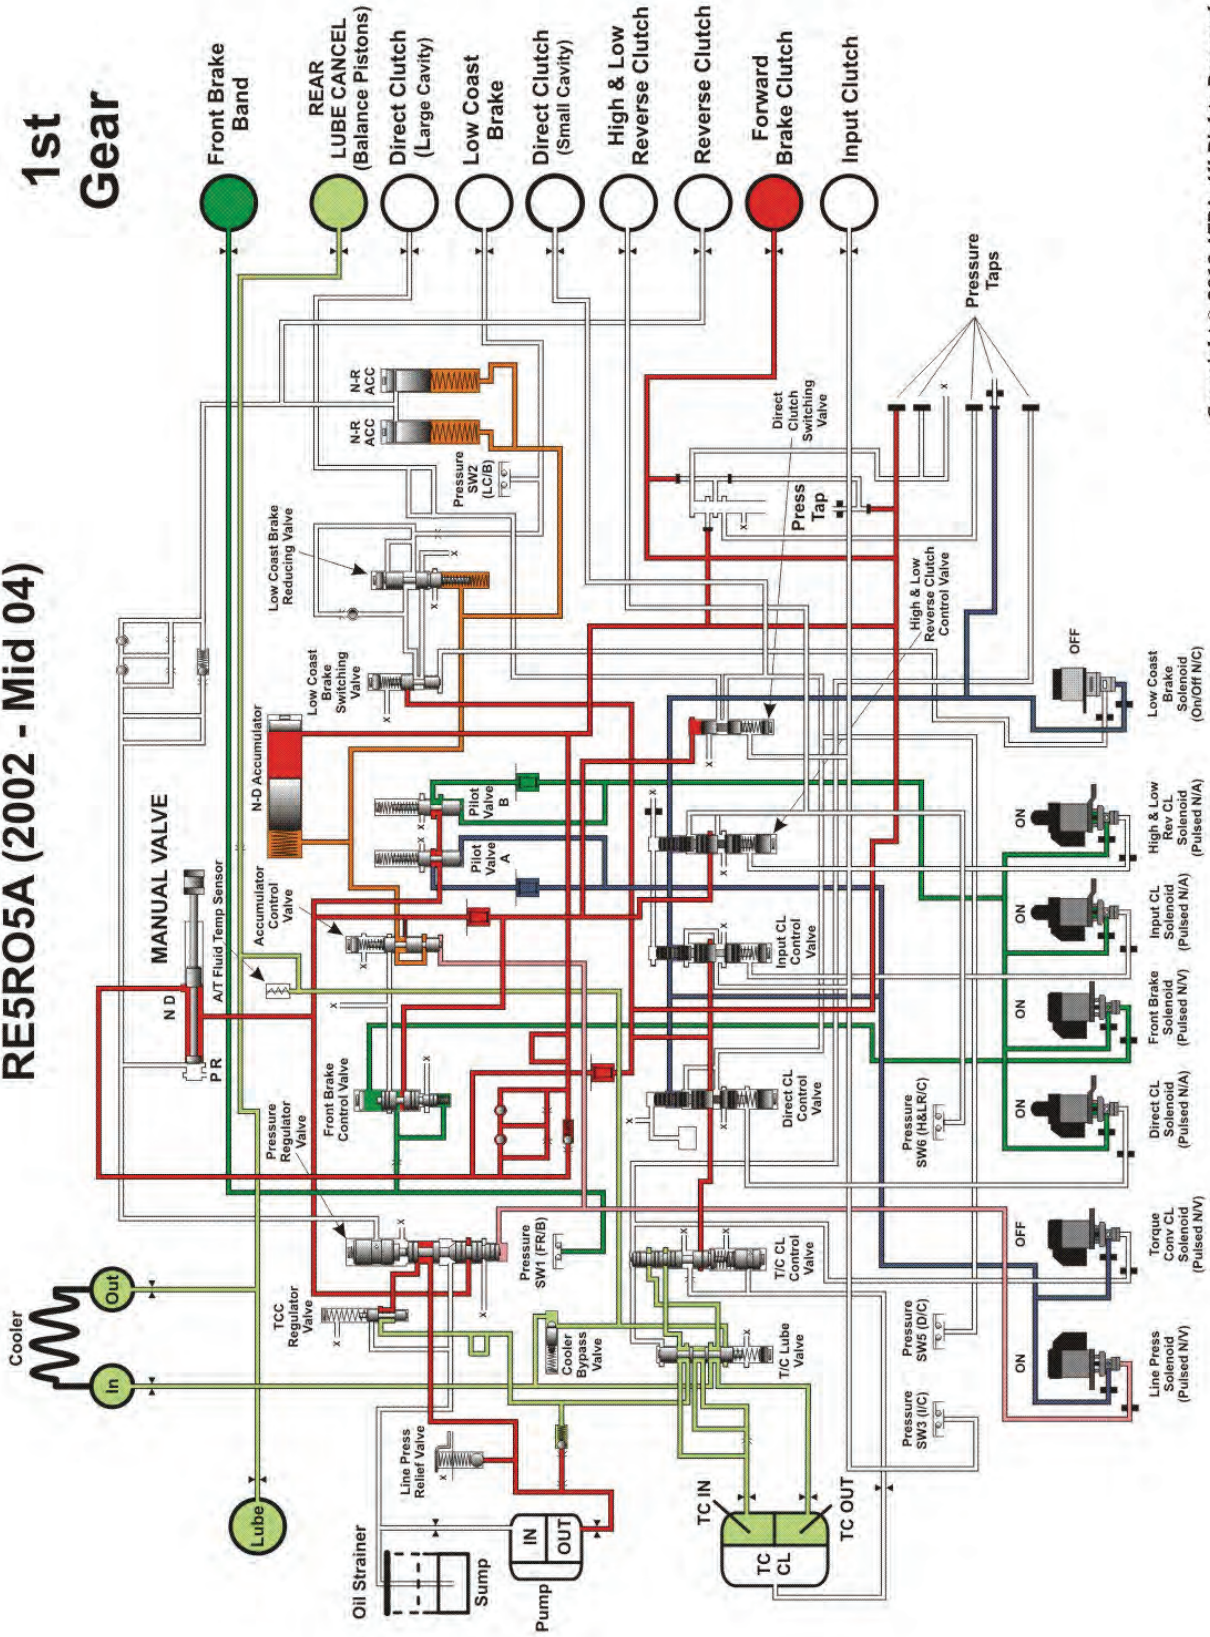 RE5RO5A (2002 - Mid 04)
1st
Gear
Cooler
In
Out
Lube
Oil Strainer
Sump
Pump
IN
OUT
Line Press
Relief Valve
TCC
Regulator
Valve
Pressure
Regulator
Valve
Front Brake
Control Valve
MANUAL VALVE
P R
N D
A/T Fluid Temp Sensor
Accumulator
Control
Valve
N-D Accumulator
Pilot
Valve
A
Pilot
Valve
B
Low Coast
Brake
Switching
Valve
Low Coast Brake
Reducing Valve
N-R
ACC
N-R
ACC
Pressure
SW2
(LC/B)
Front Brake
Band
REAR
LUBE CANCEL
(Balance Pistons)
Direct Clutch
(Large Cavity)
Low Coast
Brake
Direct Clutch
(Small Cavity)
High & Low
Reverse Clutch
Reverse Clutch
Forward
Brake Clutch
Input Clutch
Pressure
SW1 (FR/B)
Cooler
Bypass
Valve
T/C Lube
Valve
T/C CL
Control
Valve
Direct CL
Control
Valve
Input CL
Control
Valve
High & Low
Reverse Clutch
Control Valve
Direct
Clutch
Switching
Valve
Press
Tap
Pressure
Taps
TC IN
TC OUT
TC
CL
Pressure
SW3 (I/C)
Pressure
SW5 (D/C)
Pressure
SW6 (H&LR/C)
ON
Line Press
Solenoid
(Pulsed N/V)
OFF
Torque
Conv CL
Solenoid
(Pulsed N/V)
ON
Direct CL
Solenoid
(Pulsed N/A)
ON
Front Brake
Solenoid
(Pulsed N/V)
ON
Input CL
Solenoid
(Pulsed N/A)
ON
High & Low
Rev CL
Solenoid
(Pulsed N/A)
OFF
Low Coast
Brake
Solenoid
(On/Off N/C)